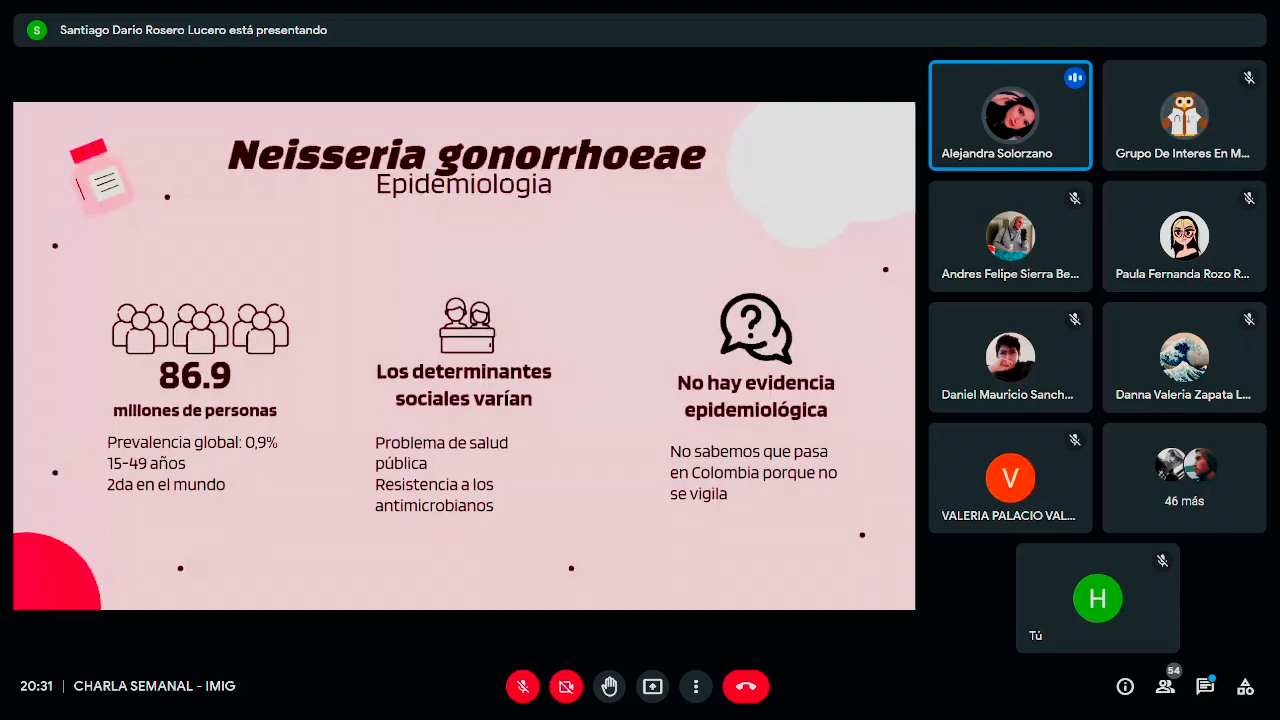 S
Santiago Dario Rosero Lucero está presentando
Neisseria gonorrhoeae
Epidemiologia
86.9
millones de personas
Prevalencia global: 0,9%
15-49 años
2da en el mundo
Los determinantes
sociales varían
Problema de salud
pública
Resistencia a los
antimicrobianos
No hay evidencia
epidemiológica
No sabemos que pasa
en Colombia porque no
se vigila
Alejandra Solorzano
Grupo De Interes En M...
Andres Felipe Sierra Be...
Paula Fernanda Rozo R...
Daniel Mauricio Sanch...
Danna Valeria Zapata L...
V
VALERIA PALACIO VAL...
46 más
H
Tú
20:31 | CHARLA SEMANAL - IMIG
54